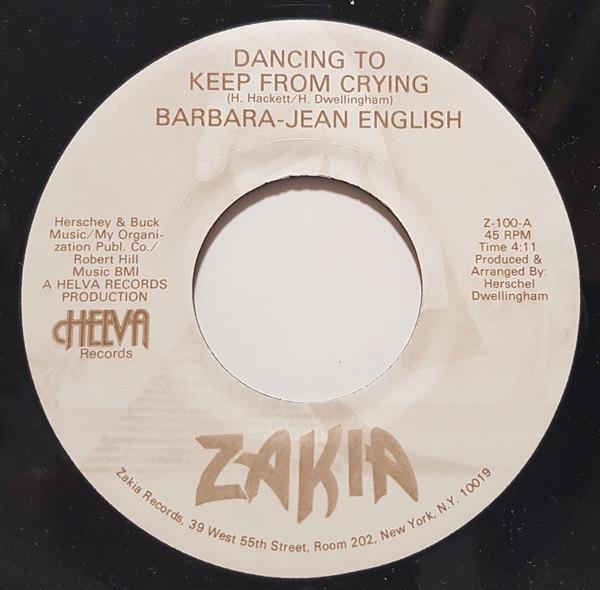 DANCING TO
KEEP FROM CRYING
(H. Hackett/H. Dwellingham)
BARBARA-JEAN ENGLISH
Herschey & Buck
Music/My Organi-
zation Publ. Co./
Robert Hill
Music BMI
A HELVA RECORDS
PRODUCTION
HELVA
Records
Z-100-A
45 RPM
Time 4:11
Produced &
Arranged By:
Herschel
Dwellingham
ZAKIA
Zakia Records, 39 West 55th Street, Room 202, New York, N.Y. 10019